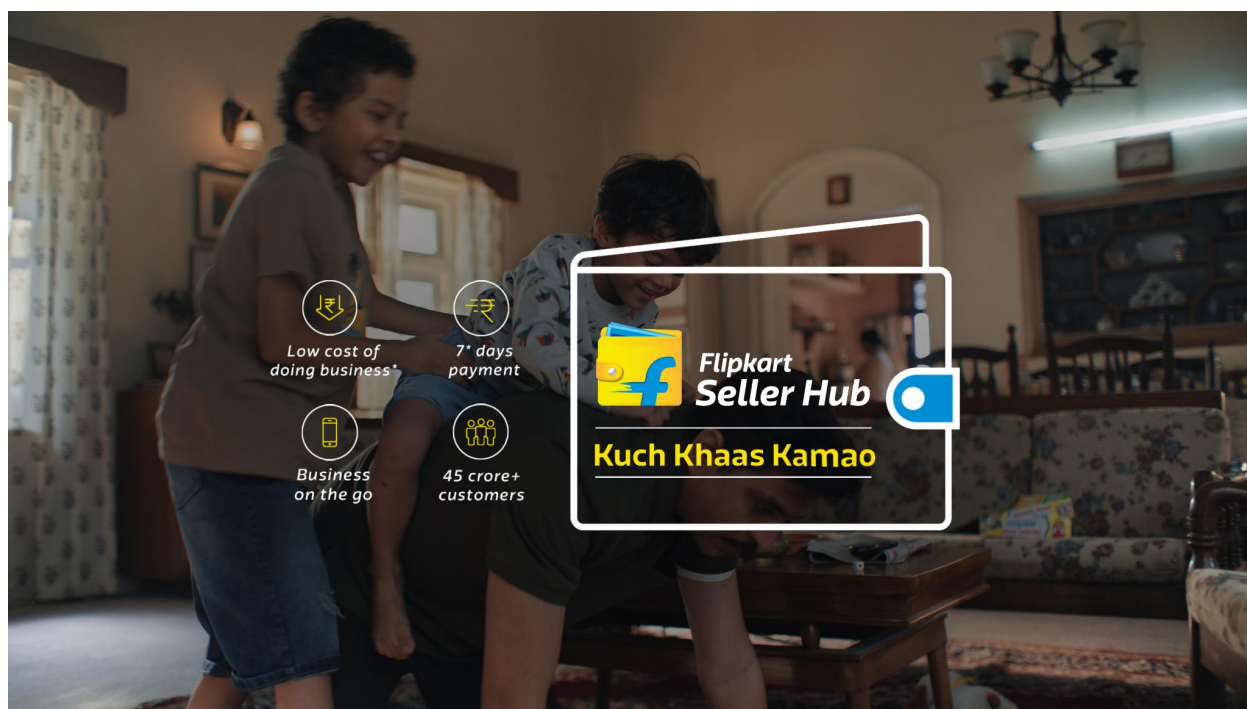 Low cost of
doing business*
7* days
payment
Business
on the go
45 crore+
customers
Flipkart
Seller Hub
Kuch Khaas Kamao